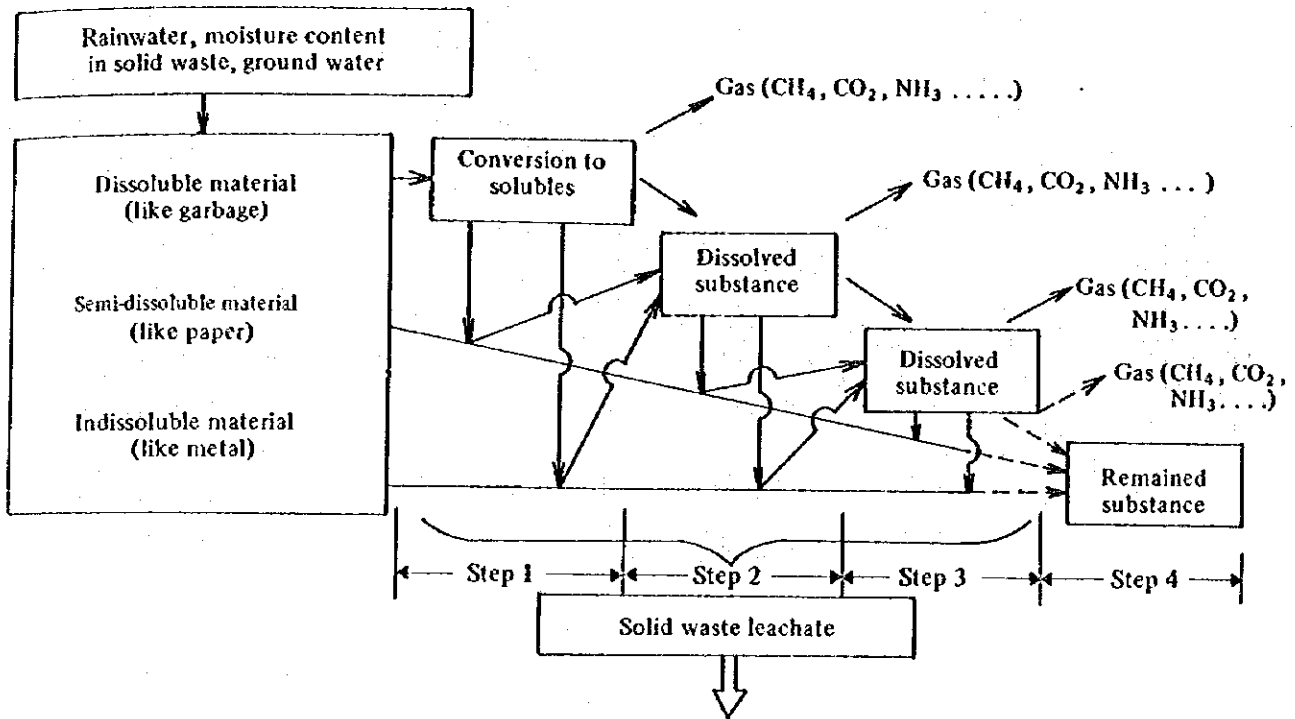 Rainwater, moisture content
in solid waste, ground water
Gas (CH₄, CO₂, NH₃ . . . . .)
Dissoluble material
(like garbage)
Conversion to
solubles
Gas (CH₄, CO₂, NH₃ . . . )
Semi-dissoluble material
(like paper)
Dissolved
substance
Gas (CH₄, CO₂,
NH₃ . . . .)
Indissoluble material
(like metal)
Dissolved
substance
Gas (CH₄, CO₂,
NH₃ . . . .)
Remained
substance
Step 1
Step 2
Step 3
Step 4
Solid waste leachate